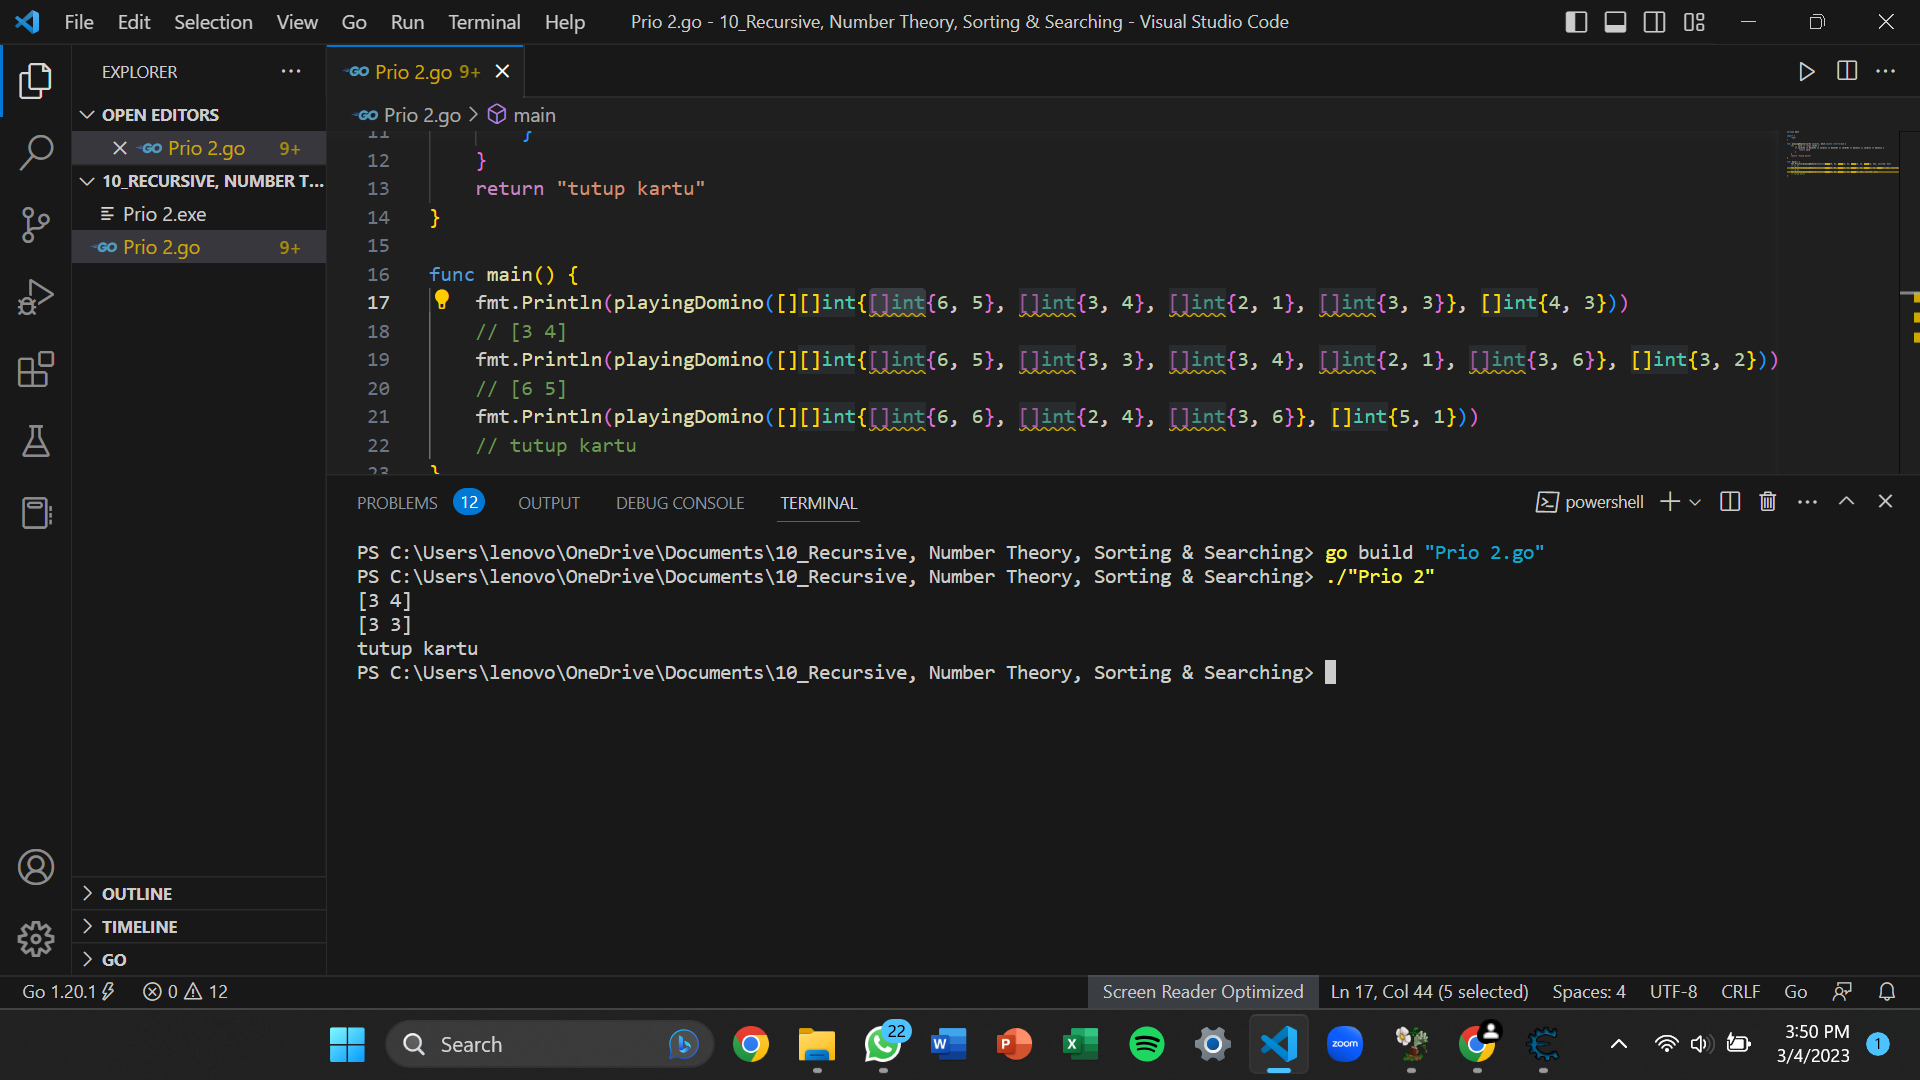 File Edit Selection View Go Run Terminal Help Prio 2.go - 10_Recursive, Number Theory, Sorting & Searching - Visual Studio Code
EXPLORER
OPEN EDITORS
Prio 2.go 9+
10_RECURSIVE, NUMBER T...
Prio 2.exe
Prio 2.go 9+
OUTLINE
TIMELINE
GO
Prio 2.go 9+
Prio 2.go > main
11 }
12 }
13 return "tutup kartu"
14 }
15
16 func main() {
17 fmt.Println(playingDomino([][]int{[]int{6, 5}, []int{3, 4}, []int{2, 1}, []int{3, 3}}, []int{4, 3}))
18 // [3 4]
19 fmt.Println(playingDomino([][]int{[]int{6, 5}, []int{3, 3}, []int{3, 4}, []int{2, 1}, []int{3, 6}}, []int{3, 2}))
20 // [6 5]
21 fmt.Println(playingDomino([][]int{[]int{6, 6}, []int{2, 4}, []int{3, 6}}, []int{5, 1}))
22 // tutup kartu
23 }
PROBLEMS 12 OUTPUT DEBUG CONSOLE TERMINAL powershell
PS C:\Users\lenovo\OneDrive\Documents\10_Recursive, Number Theory, Sorting & Searching> go build "Prio 2.go"
PS C:\Users\lenovo\OneDrive\Documents\10_Recursive, Number Theory, Sorting & Searching> ./"Prio 2"
[3 4]
[3 3]
tutup kartu
PS C:\Users\lenovo\OneDrive\Documents\10_Recursive, Number Theory, Sorting & Searching>
Go 1.20.1 0 12 Screen Reader Optimized Ln 17, Col 44 (5 selected) Spaces: 4 UTF-8 CRLF Go
Search 22 zoom 3:50 PM
3/4/2023 1